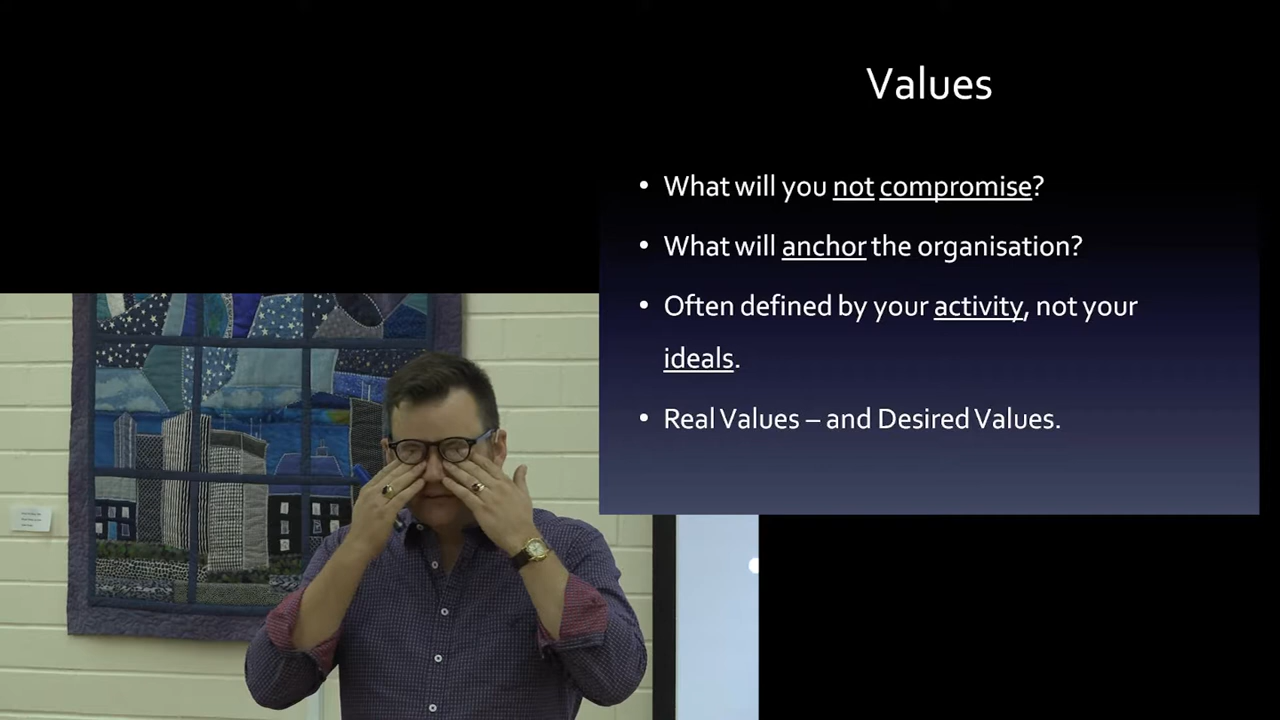 Values
• What will you not compromise?
• What will anchor the organisation?
• Often defined by your activity, not your
ideals.
• Real Values – and Desired Values.